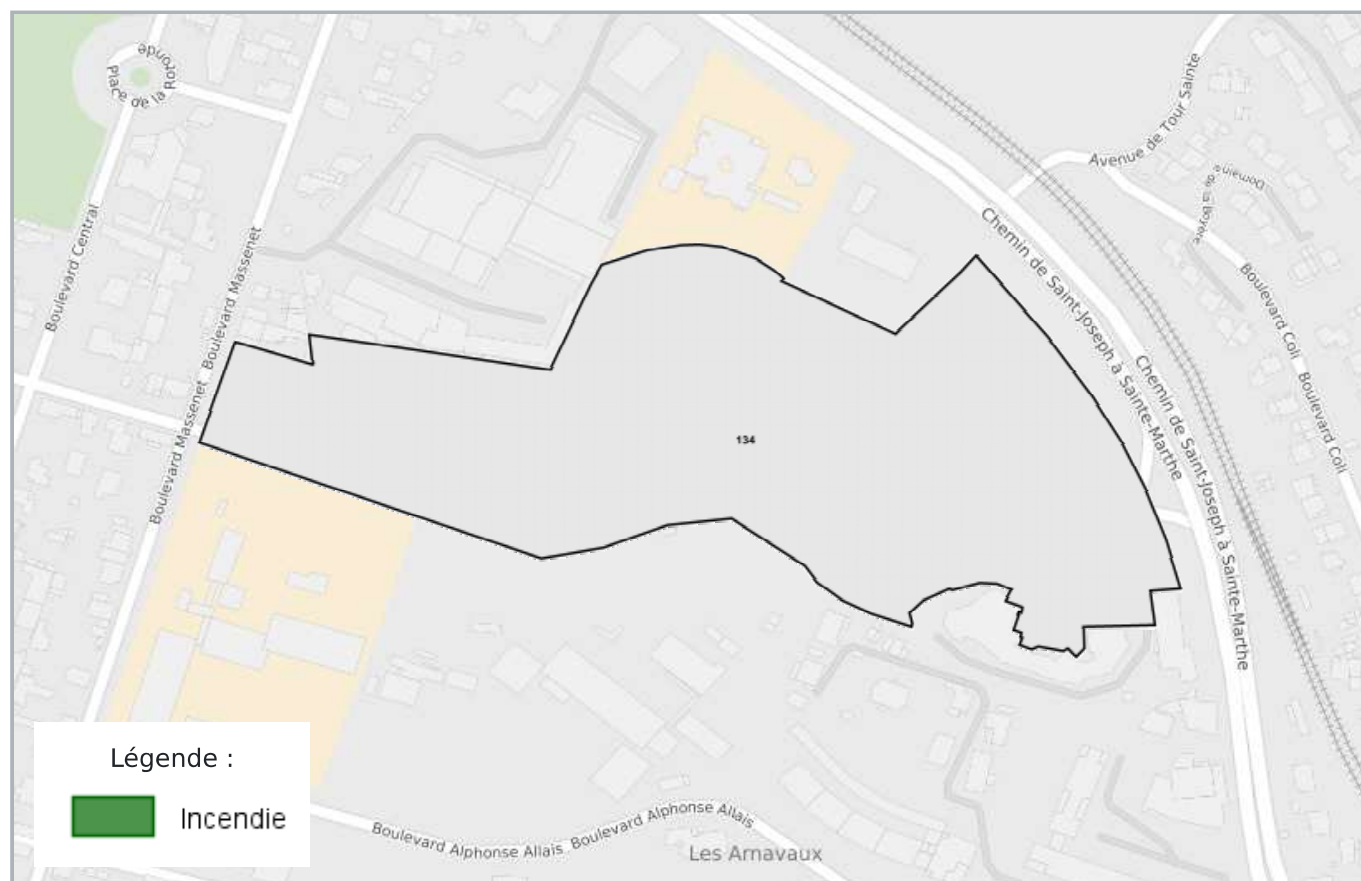 Place de la Rotonde
Avenue de Tour Sainte
Domaine
de la Boyère
Boulevard Central
Boulevard Massenet
Boulevard Massenet
Chemin de Saint-Joseph à Sainte-Marthe
Chemin de Saint-Joseph à Sainte-Marthe
Boulevard Coli
Boulevard Coli
134
Légende :
Incendie
Boulevard Alphonse Allais
Boulevard Alphonse Allais
Les Arnavaux